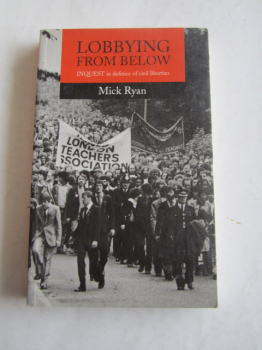 LOBBYING
FROM BELOW
INQUEST in defence of civil liberties
Mick Ryan
LONDON
TEACHERS
ASSOCIATION